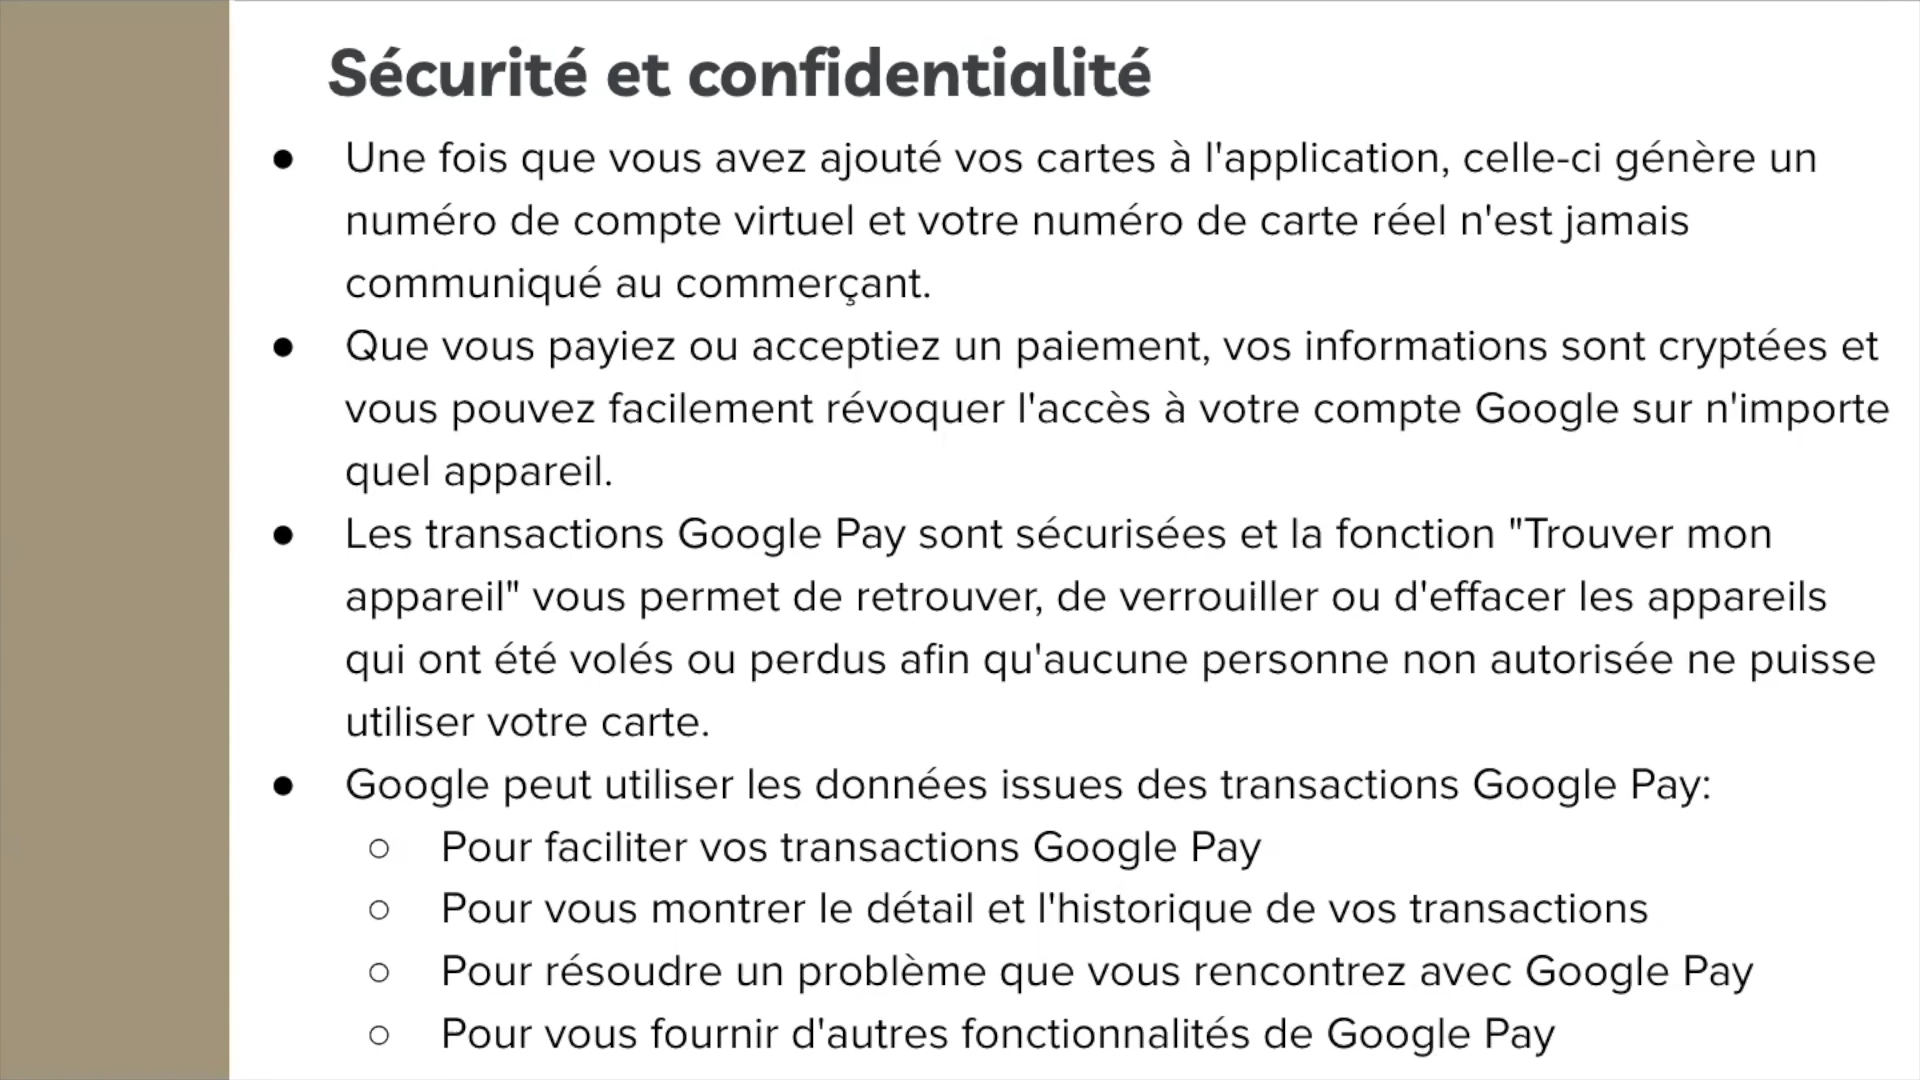 Sécurité et confidentialité
● Une fois que vous avez ajouté vos cartes à l'application, celle-ci génère un
numéro de compte virtuel et votre numéro de carte réel n'est jamais
communiqué au commerçant.
● Que vous payiez ou acceptiez un paiement, vos informations sont cryptées et
vous pouvez facilement révoquer l'accès à votre compte Google sur n'importe
quel appareil.
● Les transactions Google Pay sont sécurisées et la fonction "Trouver mon
appareil" vous permet de retrouver, de verrouiller ou d'effacer les appareils
qui ont été volés ou perdus afin qu'aucune personne non autorisée ne puisse
utiliser votre carte.
● Google peut utiliser les données issues des transactions Google Pay:
○ Pour faciliter vos transactions Google Pay
○ Pour vous montrer le détail et l'historique de vos transactions
○ Pour résoudre un problème que vous rencontrez avec Google Pay
○ Pour vous fournir d'autres fonctionnalités de Google Pay